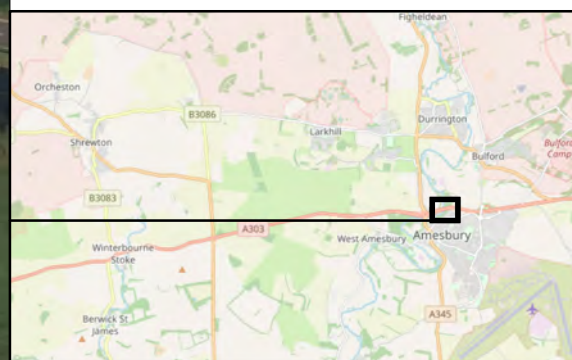 Figheldean
Orcheston
B3086
Durrington
Larkhill
Shrewton
Bulford
Bulford
Camp
B3083
A303
West Amesbury
Amesbury
Winterbourne
Stoke
A345
Berwick St
James